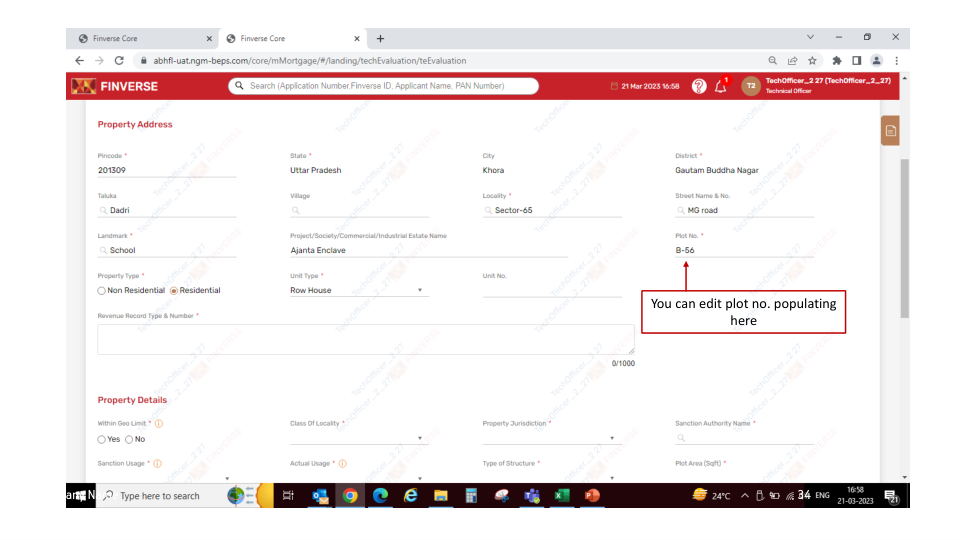 Finverse Core
Finverse Core
abhfl-uat.ngm-beps.com/core/mMortgage/#/landing/techEvaluation/teEvaluation
FINVERSE
Search (Application Number,Finverse ID, Applicant Name, PAN Number)
21 Mar 2023 16:58
1
T2
TechOfficer_2 27 (TechOfficer_2_27)
Technical Officer
Property Address
Pincode * State * City District *
201309 Uttar Pradesh Khora Gautam Buddha Nagar
Taluka Village Locality * Street Name & No.
Dadri Sector-65 MG road
Landmark * Project/Society/Commercial/Industrial Estate Name Plot No. *
School Ajanta Enclave B-56
Property Type * Unit Type * Unit No.
Non Residential Residential Row House
You can edit plot no. populating
here
Revenue Record Type & Number *
0/1000
Property Details
Within Geo Limit * Class Of Locality * Property Jurisdiction * Sanction Authority Name *
Yes No
Sanction Usage * Actual Usage * Type of Structure * Plot Area (Sqft) *
Type here to search
24°C
34
ENG
16:58
21-03-2023
21